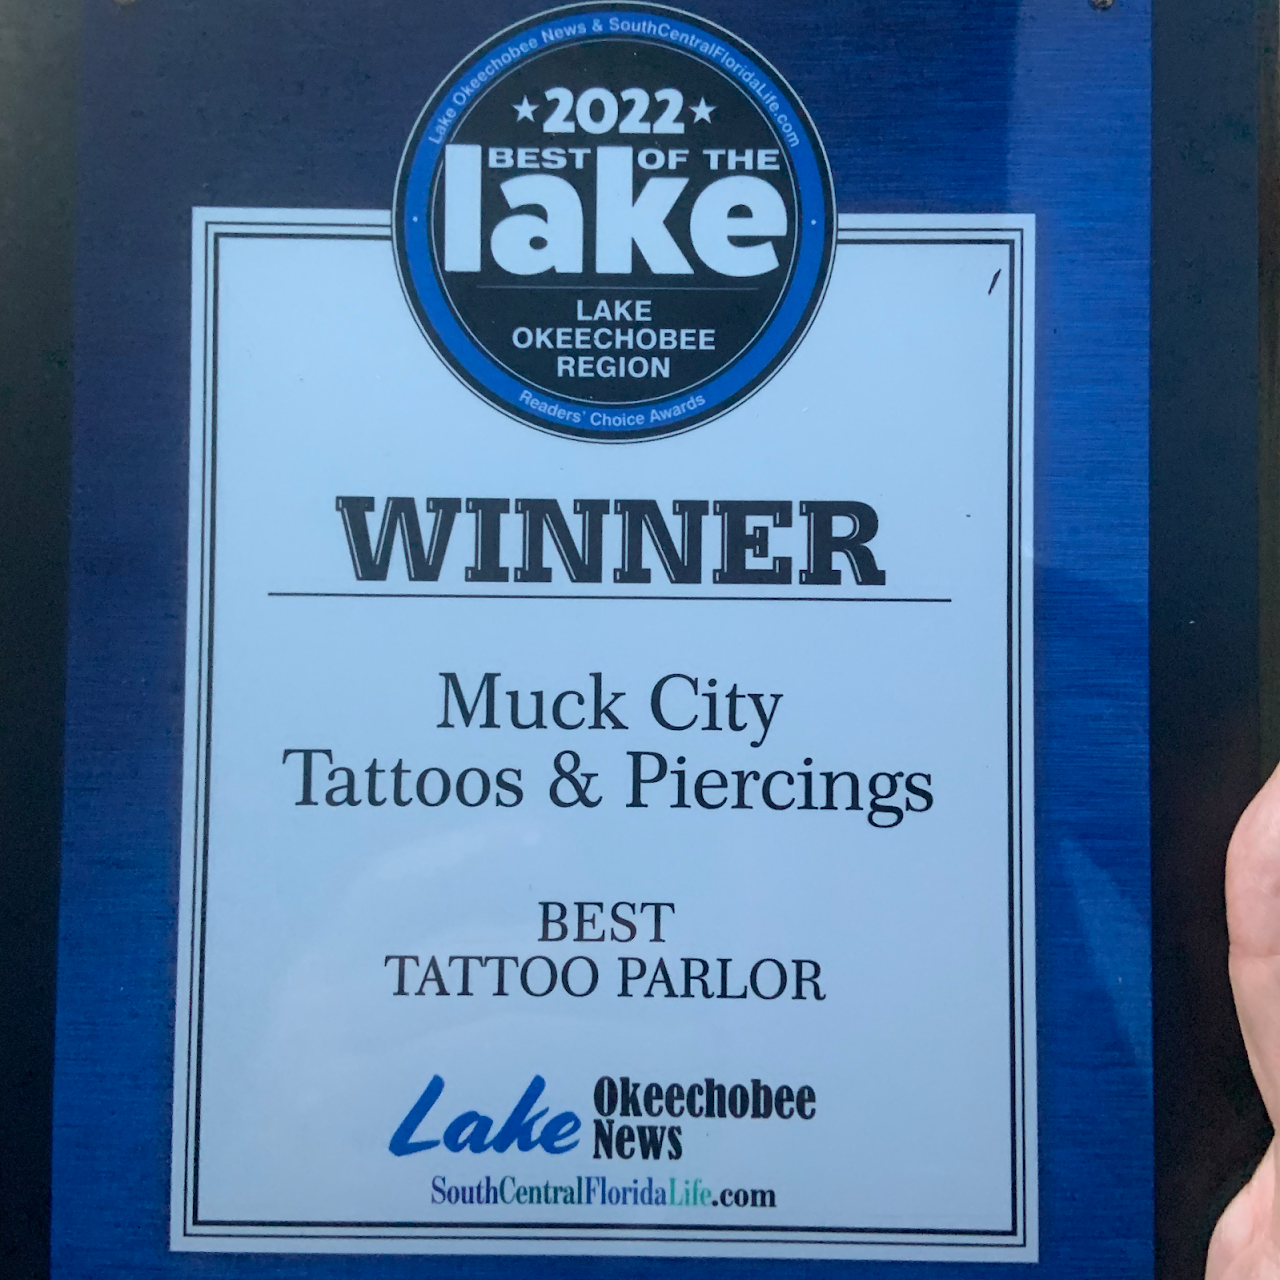 Lake Okeechobee News & SouthCentralFloridaLife.com
2022
BEST OF THE
lake
LAKE
OKEECHOBEE
REGION
Readers' Choice Awards
WINNER
Muck City
Tattoos & Piercings
BEST
TATTOO PARLOR
Lake Okeechobee
News
SouthCentralFloridaLife.com